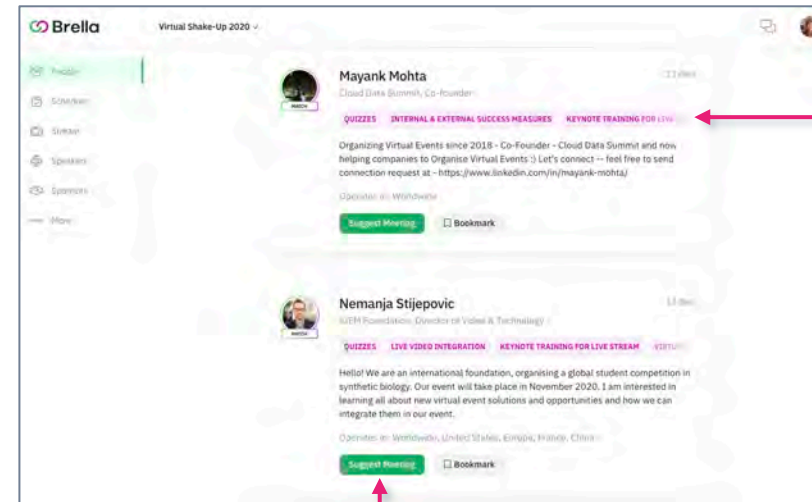 Brella
Virtual Shake-Up 2020
People
Schedule
Stream
Speakers
Sponsors
More
Mayank Mohta
Cloud Data Summit, Co-founder
MATCH
QUIZZES INTERNAL & EXTERNAL SUCCESS MEASURES KEYNOTE TRAINING FOR LIVE
Organizing Virtual Events since 2018 - Co-Founder - Cloud Data Summit and now
helping companies to Organise Virtual Events :) Let's connect -- feel free to send
connection request at - https://www.linkedin.com/in/mayank-mohta/
Operates in: Worldwide
Suggest Meeting Bookmark
Nemanja Stijepovic
iGEM Foundation, Director of Video & Technology
MATCH
QUIZZES LIVE VIDEO INTEGRATION KEYNOTE TRAINING FOR LIVE STREAM
Hello! We are an international foundation, organising a global student competition in
synthetic biology. Our event will take place in November 2020. I am interested in
learning all about new virtual event solutions and opportunities and how we can
integrate them in our event.
Operates in: Worldwide, United States, Europe, France, China
Suggest Meeting Bookmark